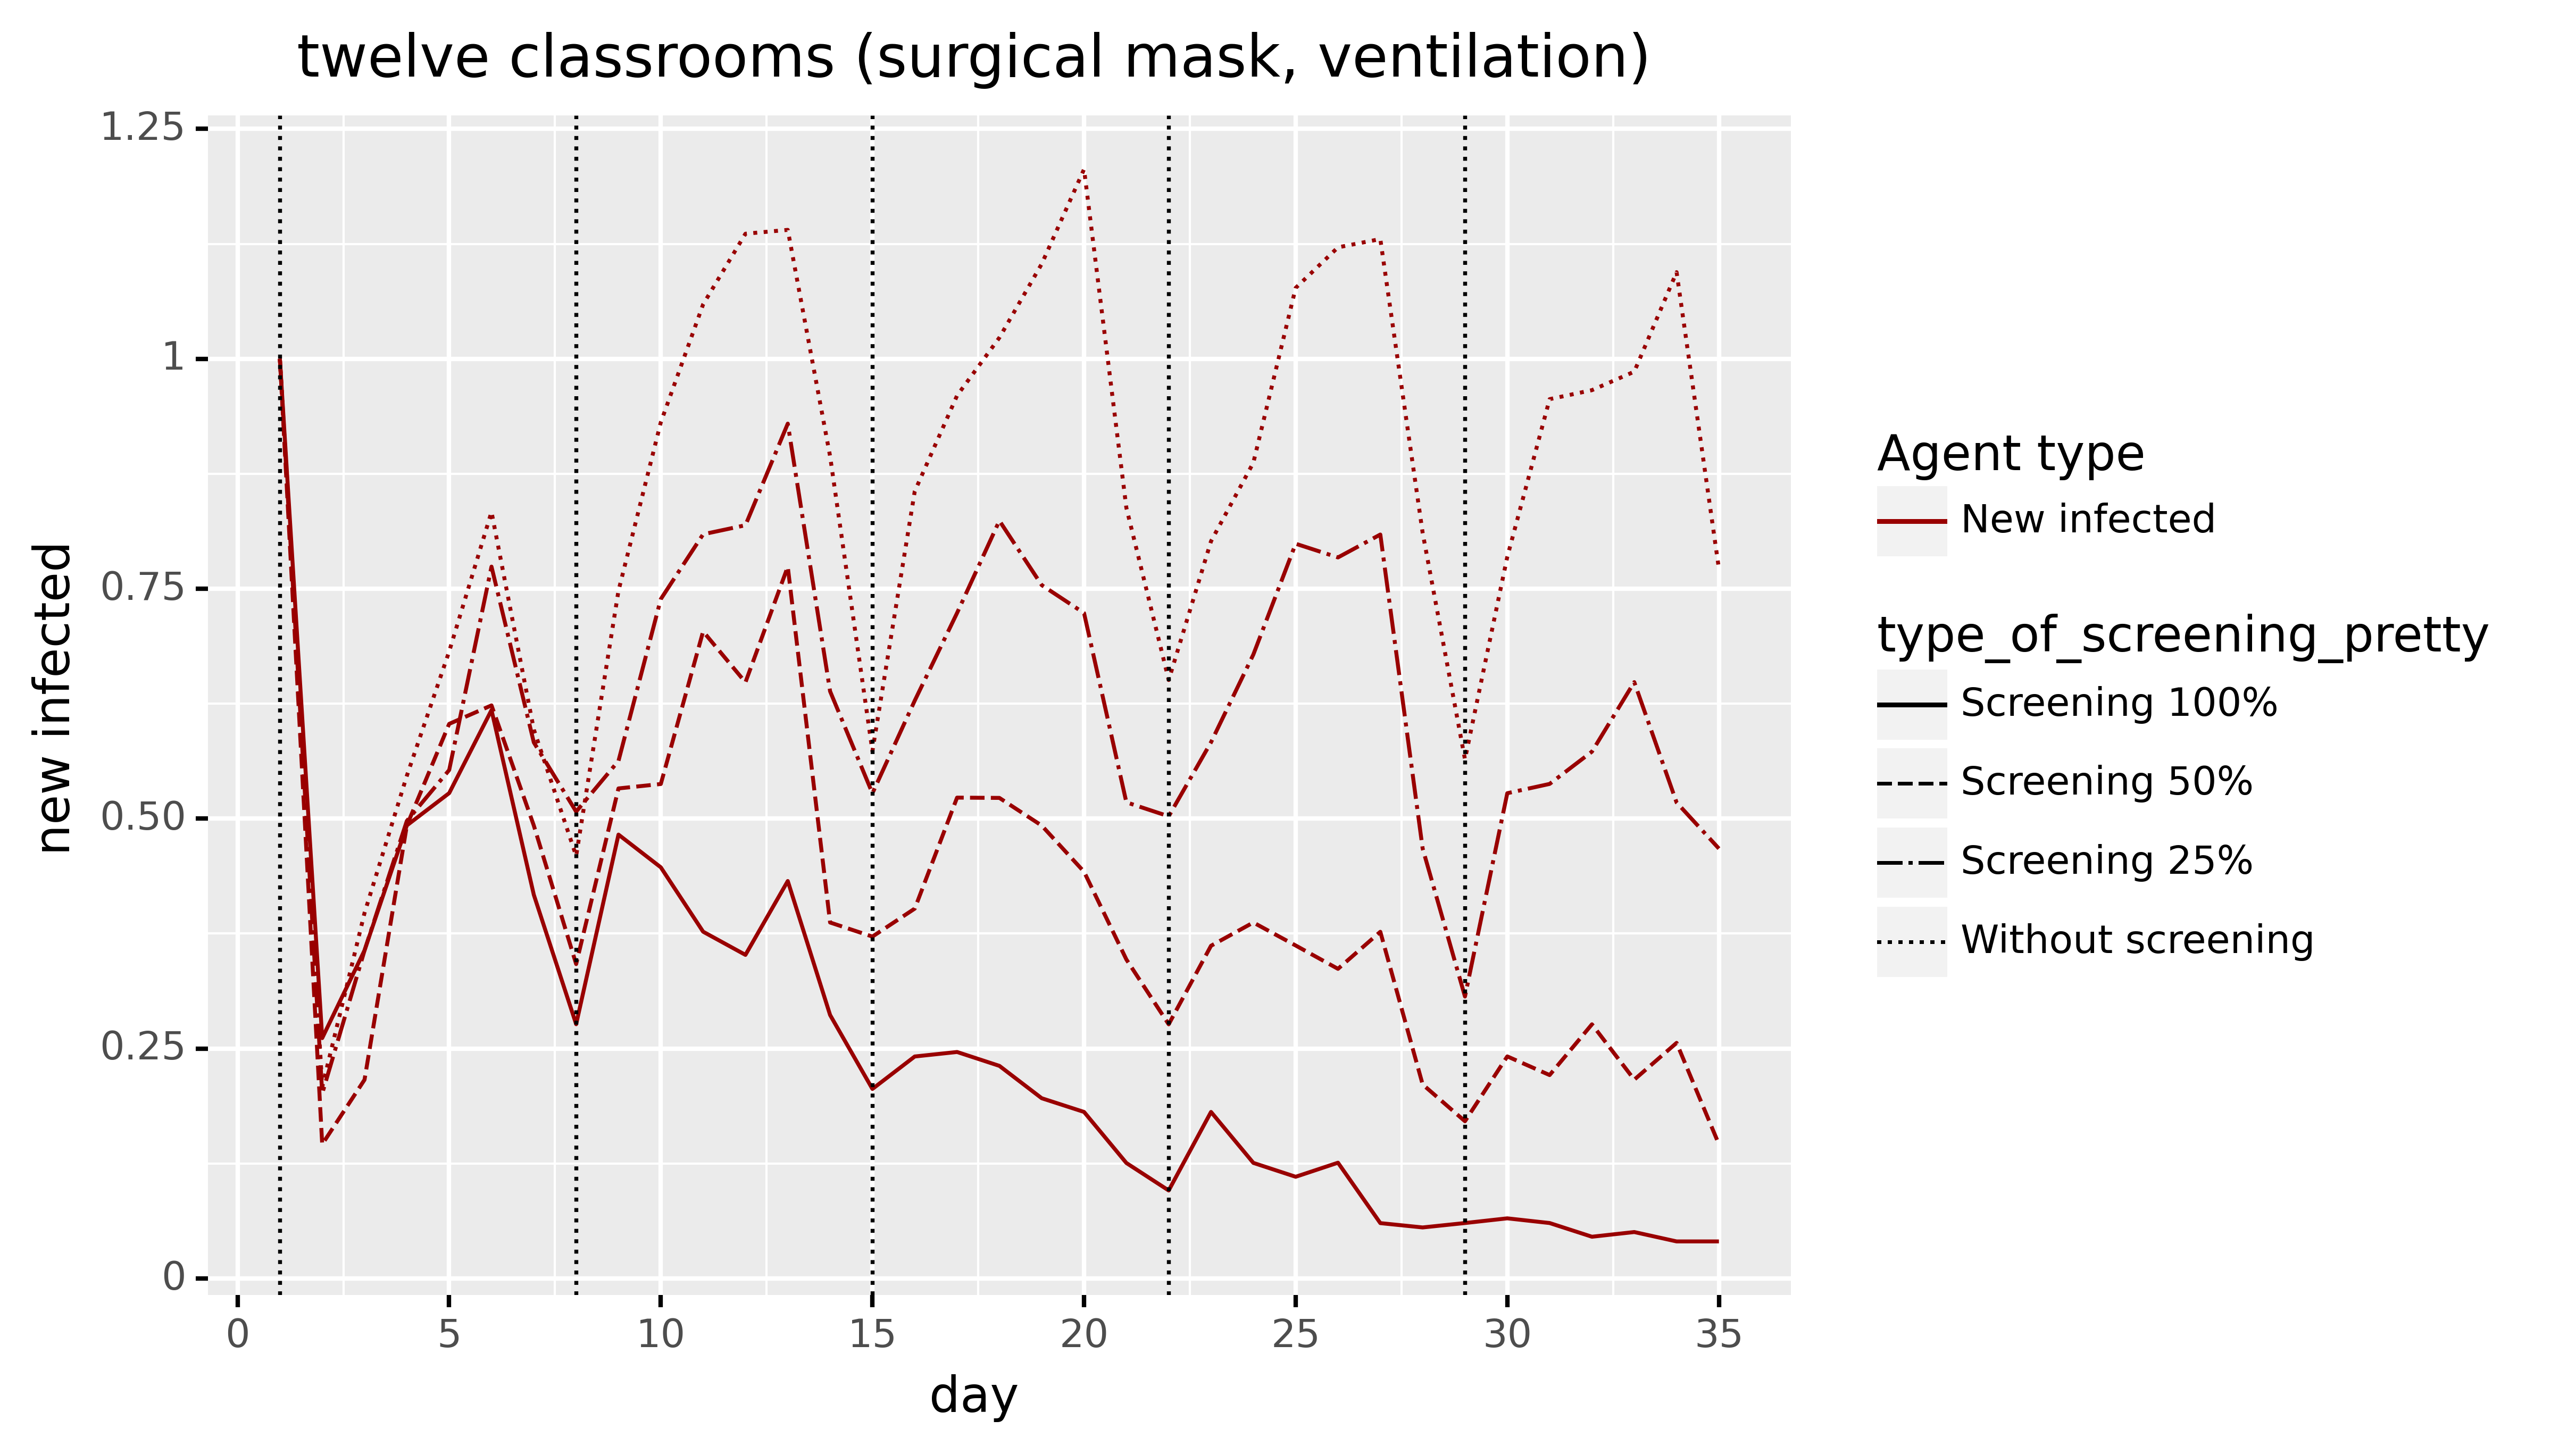 twelve classrooms (surgical mask, ventilation)
1.25
1
0.75
0.50
0.25
0
new infected
0 5 10 15 20 25 30 35
day
Agent type
New infected
type_of_screening_pretty
Screening 100%
Screening 50%
Screening 25%
Without screening